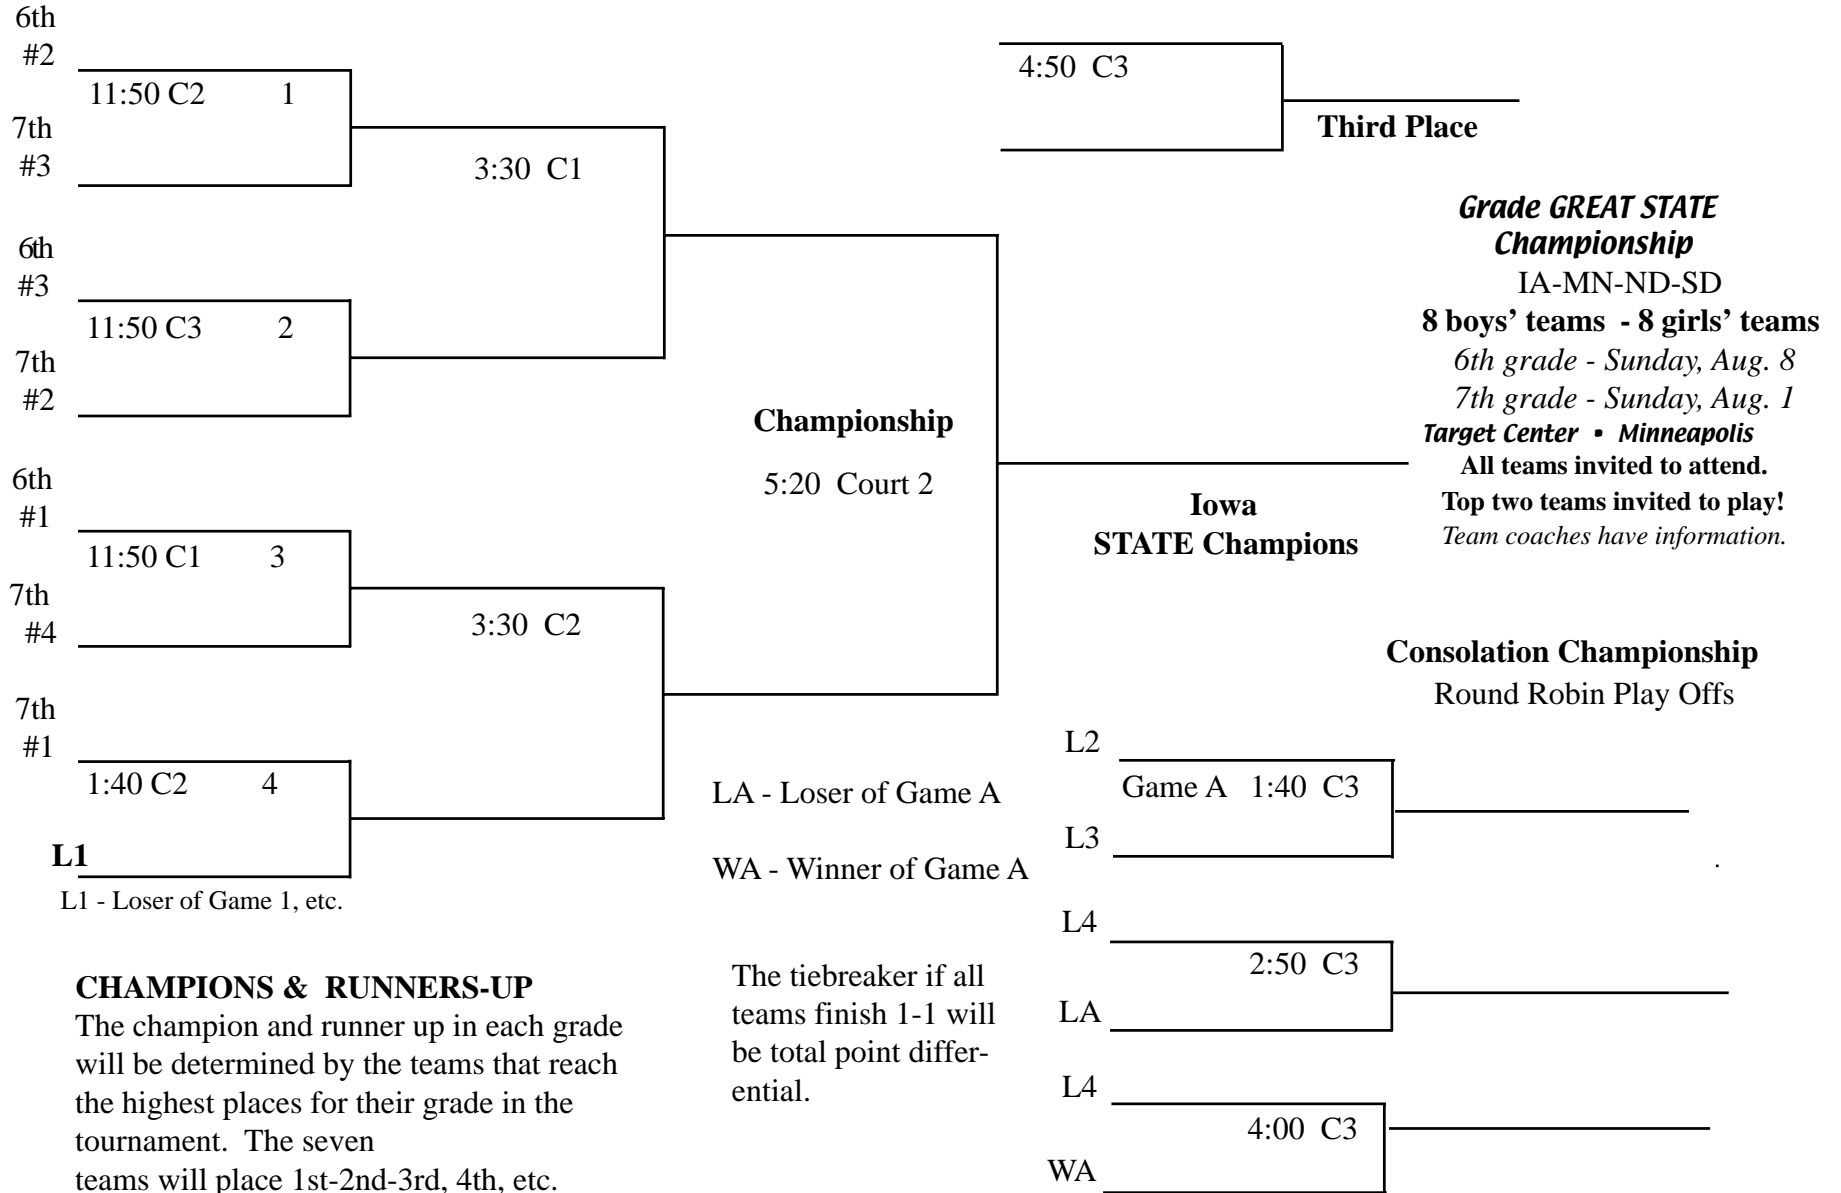 6th
#2
11:50 C2 1
7th
#3
3:30 C1
6th
#3
11:50 C3 2
7th
#2
Championship
5:20 Court 2
6th
#1
11:50 C1 3
7th
#4
3:30 C2
7th
#1
1:40 C2 4
L1
L1 - Loser of Game 1, etc.
4:50 C3
Third Place
Grade GREAT STATE
Championship
IA-MN-ND-SD
8 boys’ teams - 8 girls’ teams
6th grade - Sunday, Aug. 8
7th grade - Sunday, Aug. 1
Target Center • Minneapolis
All teams invited to attend.
Top two teams invited to play!
Team coaches have information.
Iowa
STATE Champions
Consolation Championship
Round Robin Play Offs
L2
Game A 1:40 C3
L3
L4
2:50 C3
LA
L4
4:00 C3
WA
LA - Loser of Game A
WA - Winner of Game A
The tiebreaker if all
teams finish 1-1 will
be total point differ-
ential.
CHAMPIONS & RUNNERS-UP
The champion and runner up in each grade
will be determined by the teams that reach
the highest places for their grade in the
tournament. The seven
teams will place 1st-2nd-3rd, 4th, etc.